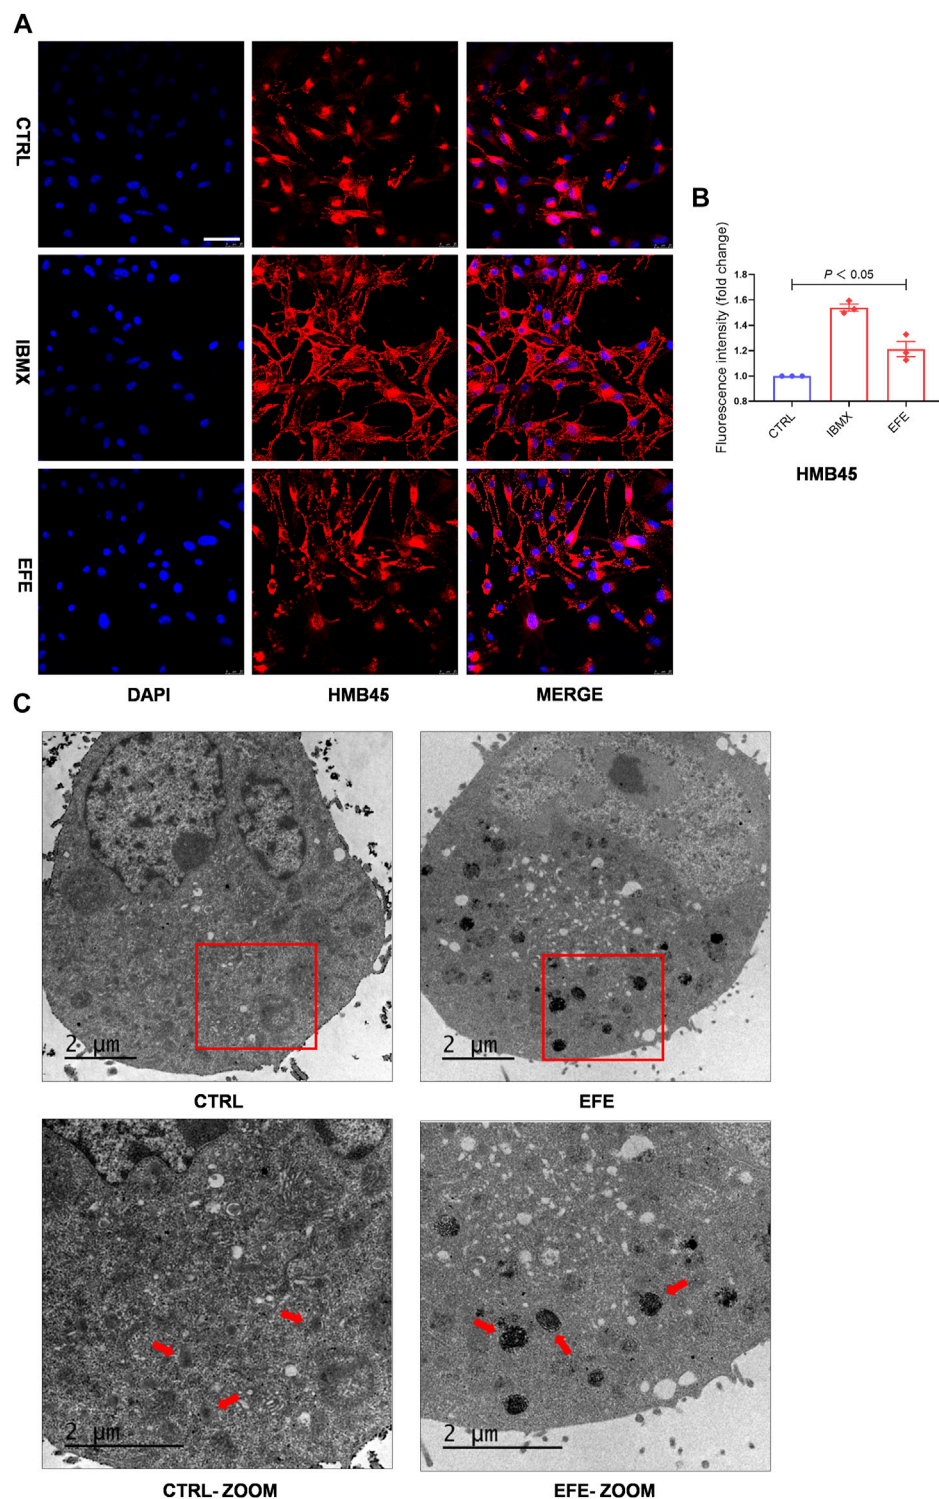 A
CTRL
IBMX
EFE
DAPI
HMB45
MERGE
B
Fluorescence intensity (fold change)
P < 0.05
1.8
1.6
1.4
1.2
1.0
0.8
CTRL
IBMX
EFE
HMB45
C
2 μm
2 μm
CTRL
EFE
2 μm
2 μm
CTRL- ZOOM
EFE- ZOOM